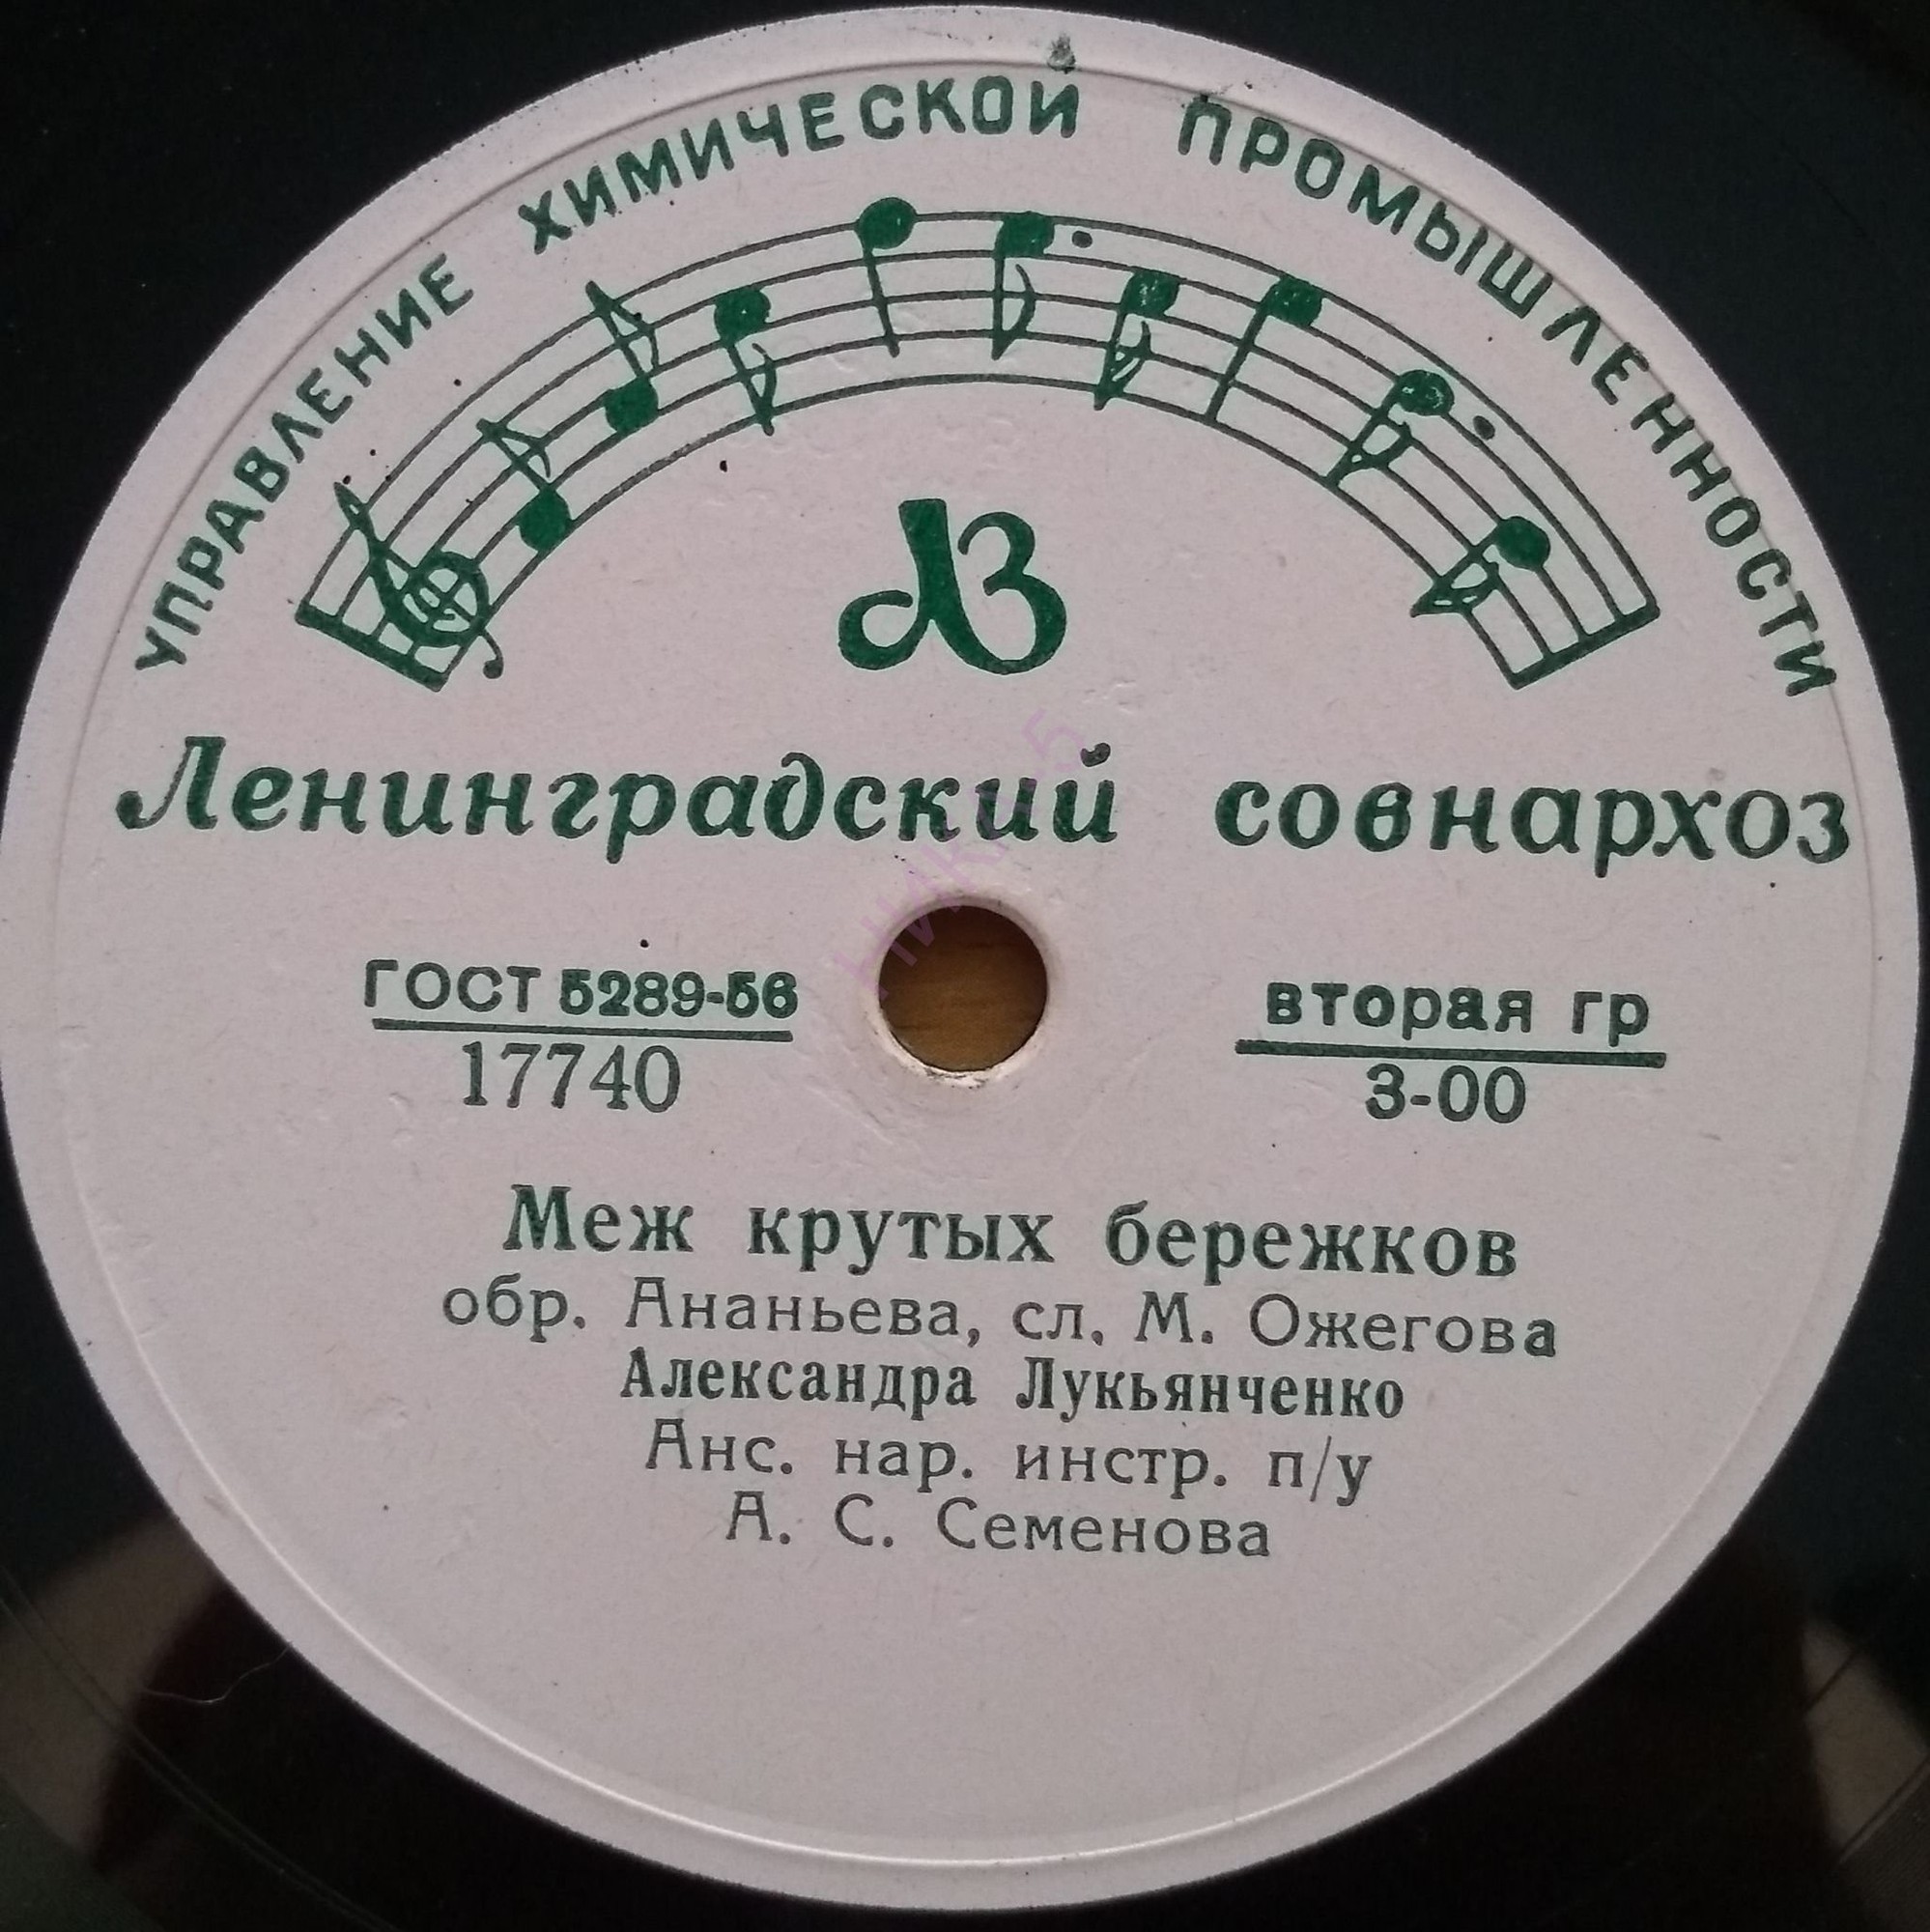 УПРАВЛЕНИЕ ХИМИЧЕСКОЙ ПРОМЫШЛЕННОСТИ
ЛЗ
Ленинградский совнархоз
ГОСТ 5289-56
17740
вторая гр
3-00
Меж крутых бережков
обр. Ананьева, сл. М. Ожегова
Александра Лукьянченко
Анс. нар. инстр. п/у
А. С. Семенова